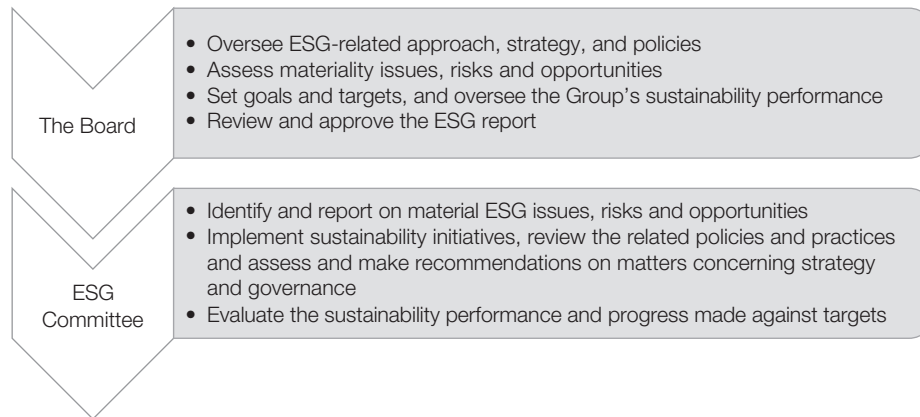 The Board
• Oversee ESG-related approach, strategy, and policies
• Assess materiality issues, risks and opportunities
• Set goals and targets, and oversee the Group’s sustainability performance
• Review and approve the ESG report
ESG
Committee
• Identify and report on material ESG issues, risks and opportunities
• Implement sustainability initiatives, review the related policies and practices
and assess and make recommendations on matters concerning strategy
and governance
• Evaluate the sustainability performance and progress made against targets